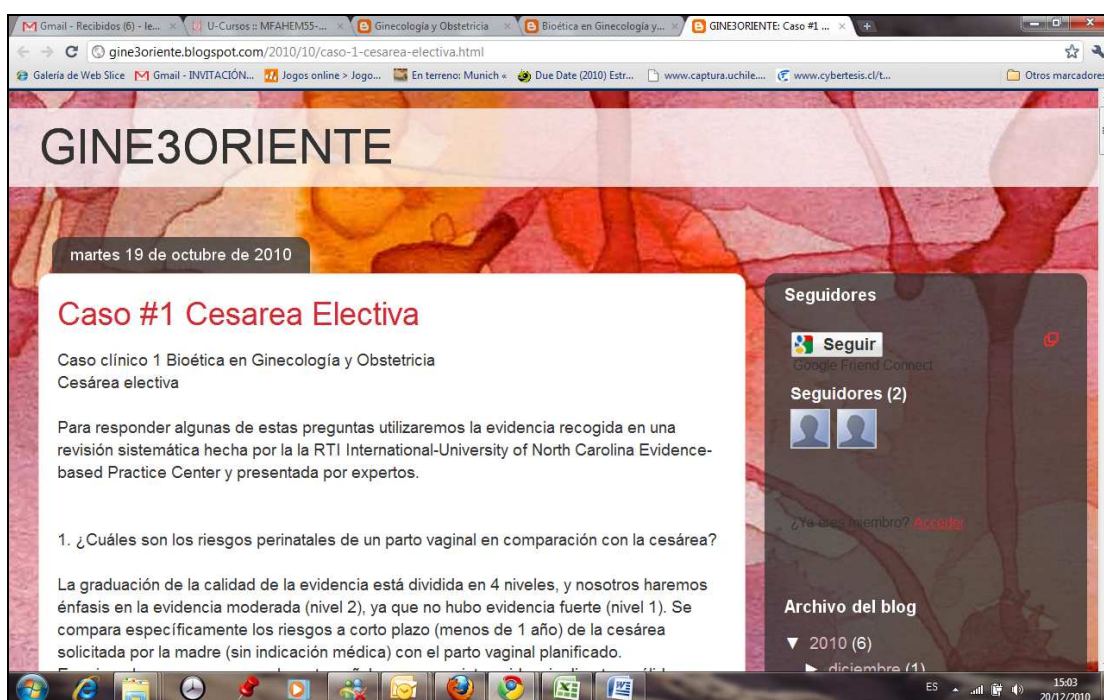 Gmail - Recibidos (6) - le...
U-Cursos :: MFAHEM55-...
Ginecología y Obstetricia
Bioética en Ginecología y...
GINE3ORIENTE: Caso #1 ...
gine3oriente.blogspot.com/2010/10/caso-1-cesarea-electiva.html
Galería de Web Slice
Gmail - INVITACIÓN...
Jogos online > Jogo...
En terreno: Munich «
Due Date (2010) Estr...
www.captura.uchile....
www.cybertesis.cl/t...
Otros marcadores
GINE3ORIENTE
martes 19 de octubre de 2010
Caso #1 Cesarea Electiva
Caso clínico 1 Bioética en Ginecología y Obstetricia
Cesárea electiva
Para responder algunas de estas preguntas utilizaremos la evidencia recogida en una
revisión sistemática hecha por la la RTI International-University of North Carolina Evidence-
based Practice Center y presentada por expertos.
1. ¿Cuáles son los riesgos perinatales de un parto vaginal en comparación con la cesárea?
La graduación de la calidad de la evidencia está dividida en 4 niveles, y nosotros haremos
énfasis en la evidencia moderada (nivel 2), ya que no hubo evidencia fuerte (nivel 1). Se
compara específicamente los riesgos a corto plazo (menos de 1 año) de la cesárea
solicitada por la madre (sin indicación médica) con el parto vaginal planificado.
Seguidores
Seguir
Google Friend Connect
Seguidores (2)
¿Ya eres miembro? Acceder
Archivo del blog
▼ 2010 (6)
► diciembre (1)
ES
15:03
20/12/2010